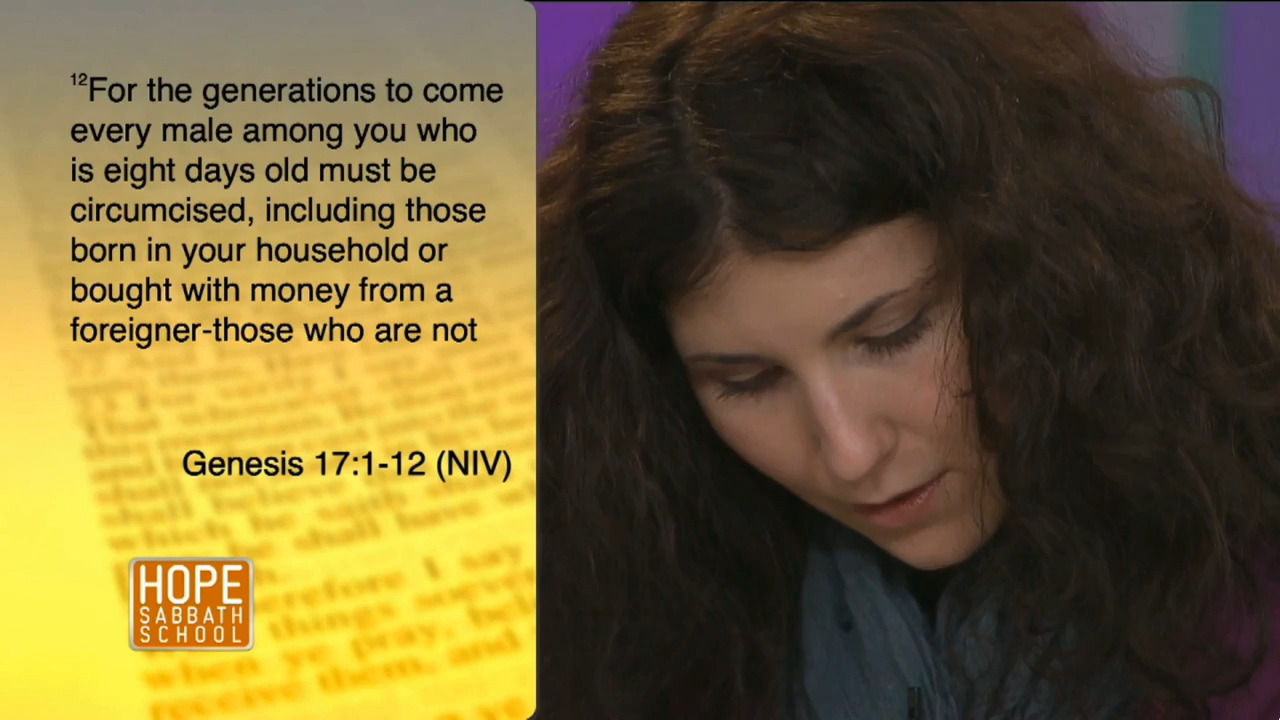 12For the generations to come
every male among you who
is eight days old must be
circumcised, including those
born in your household or
bought with money from a
foreigner-those who are not
Genesis 17:1-12 (NIV)
HOPE
SABBATH
SCHOOL